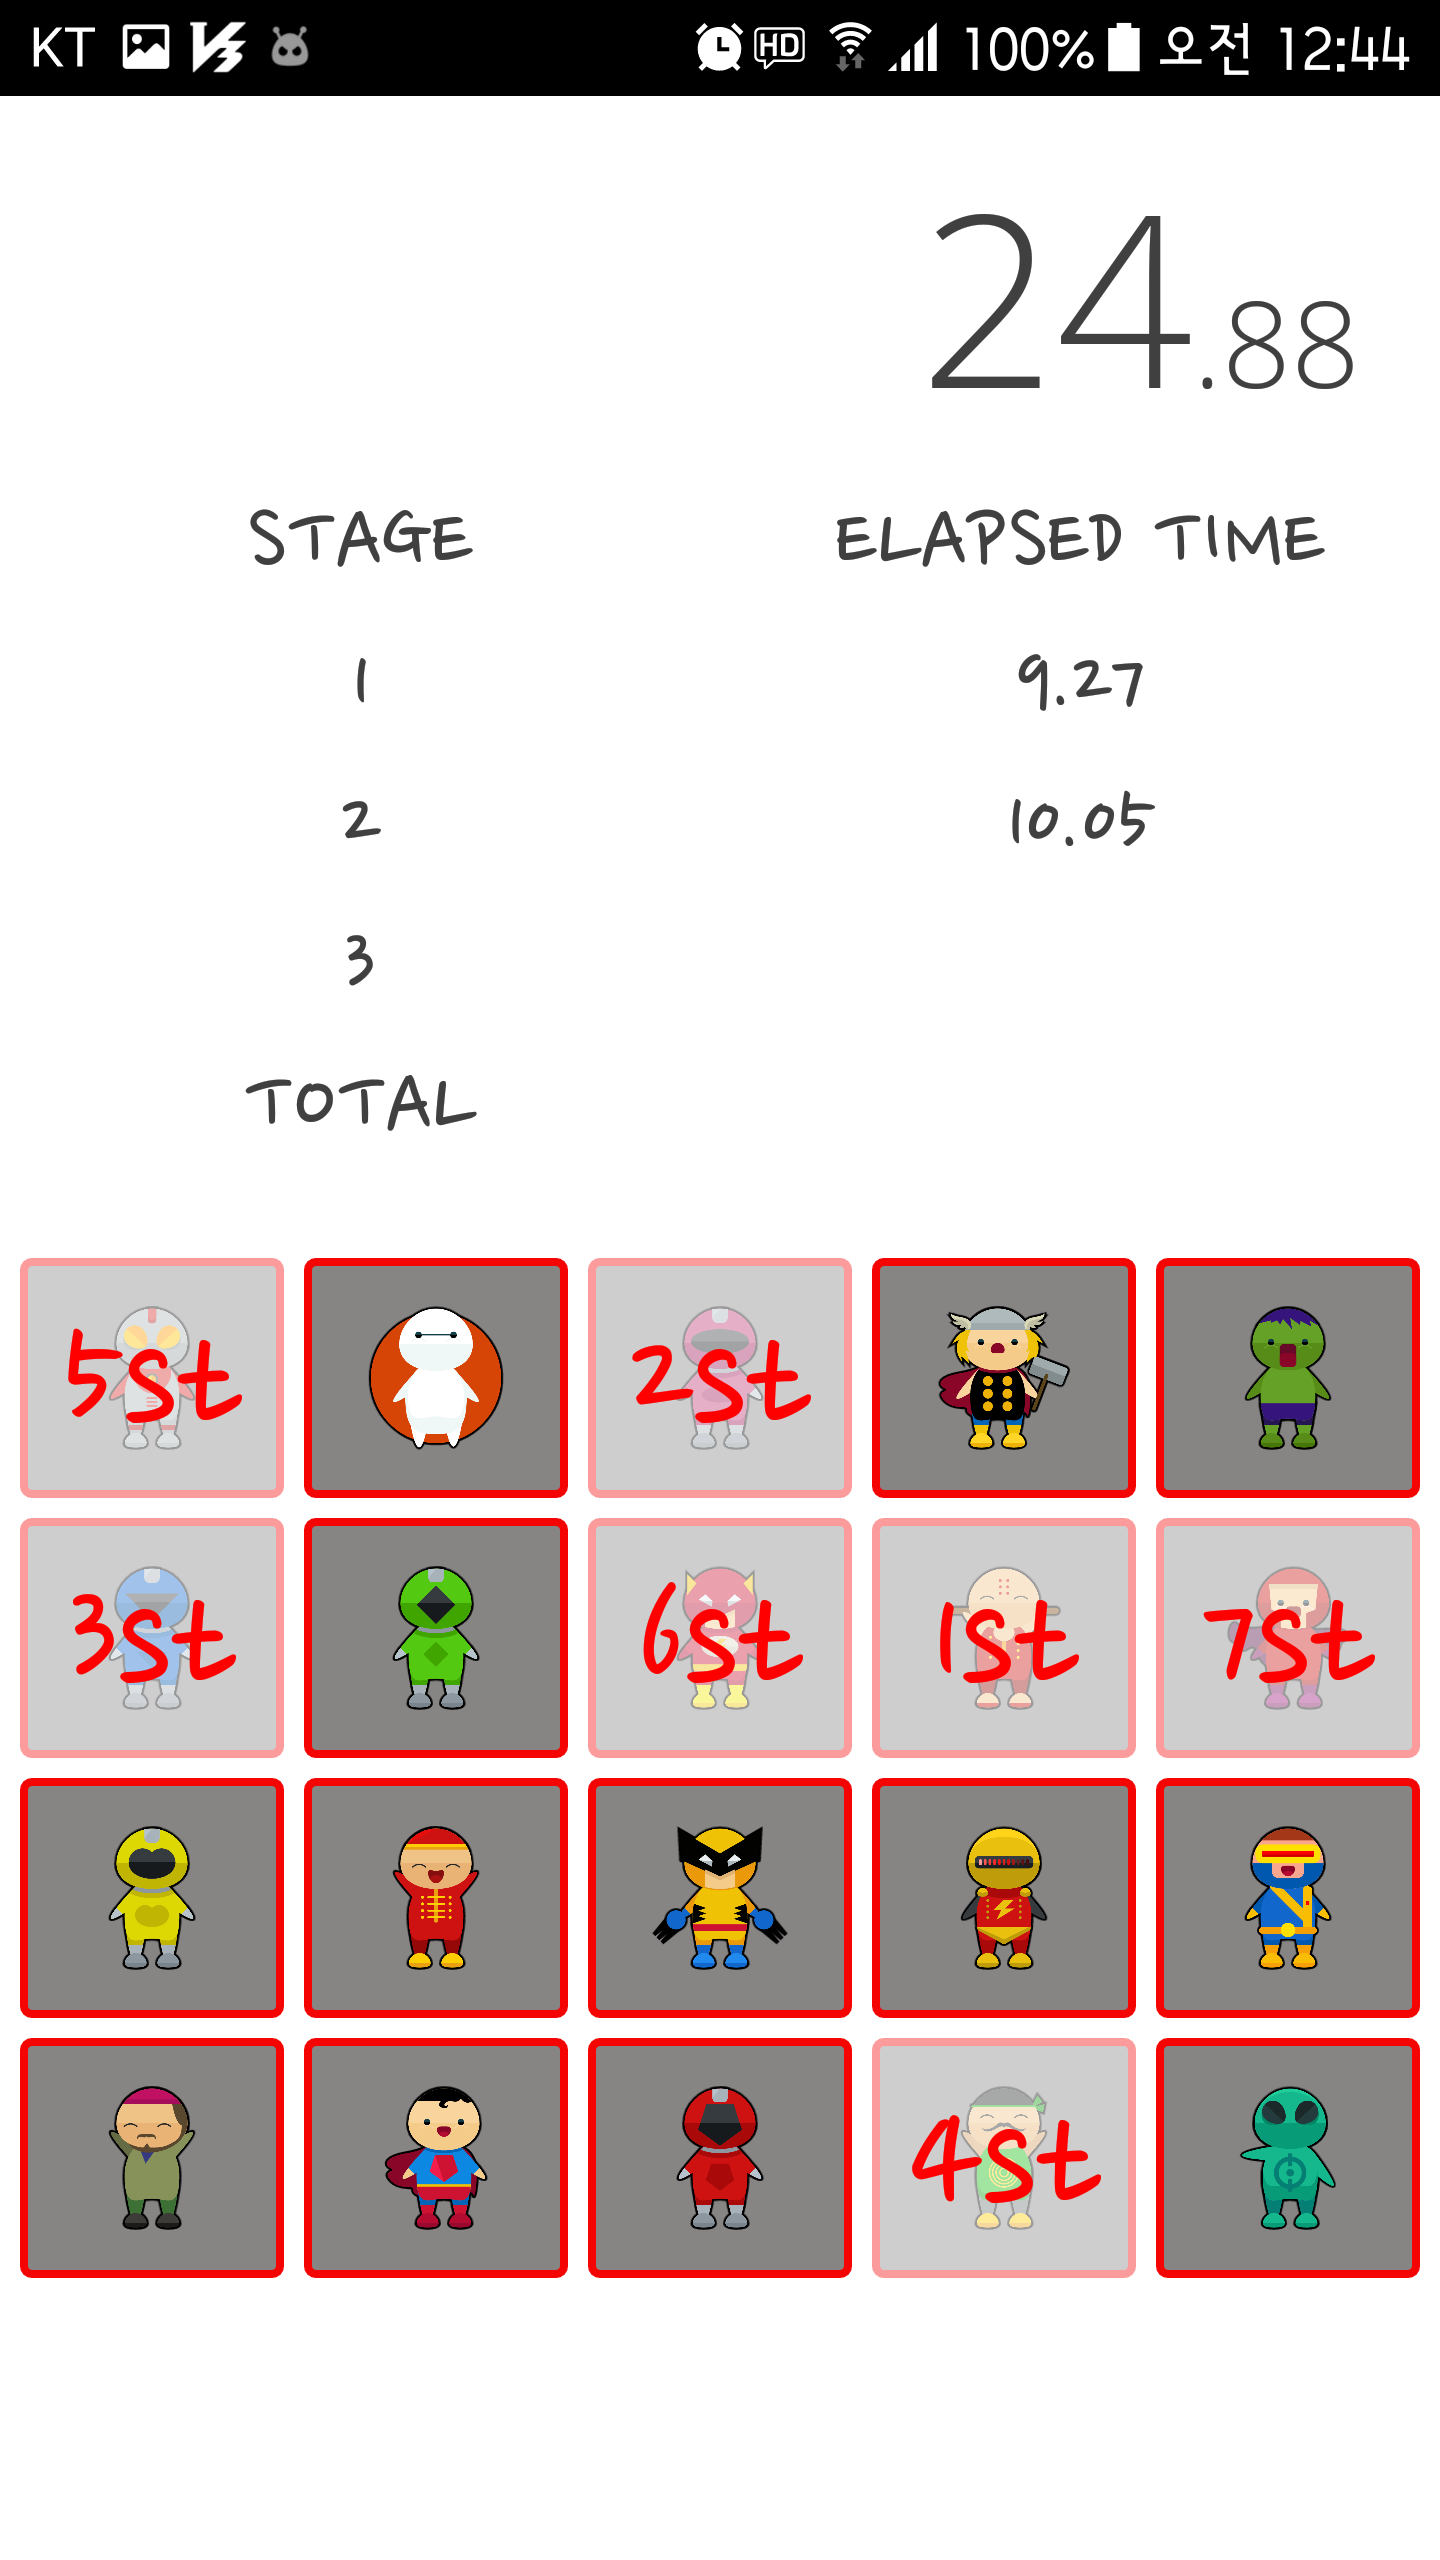 KT HD 100% 오전 12:44
24.88
STAGE ELAPSED TIME
1 9.27
2 10.05
3
TOTAL
5st 2st
3st 6st 1st 7st
4st